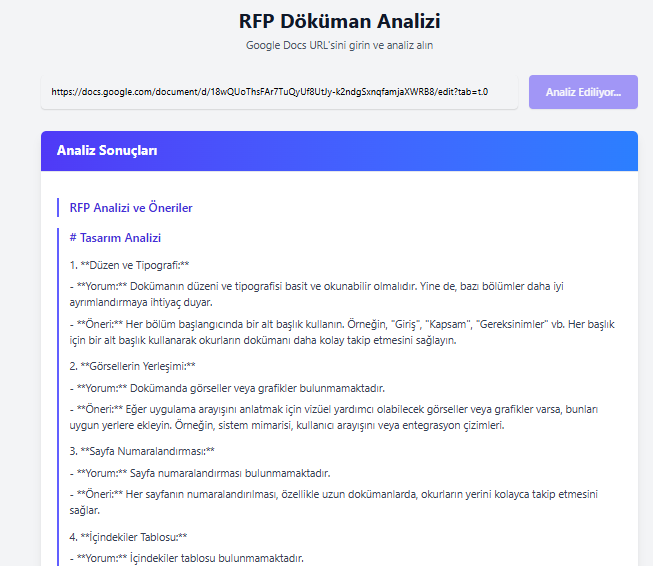 RFP Döküman Analizi
Google Docs URL'sini girin ve analiz alın
https://docs.google.com/document/d/18wQUoThsFAr7TuQyUf8UtJy-k2ndgSxnqfamjaXWRB8/edit?tab=t.0
Analiz Ediliyor...
Analiz Sonuçları
RFP Analizi ve Öneriler
# Tasarım Analizi
1. **Düzen ve Tipografi:**
- **Yorum:** Dokümanın düzeni ve tipografisi basit ve okunabilir olmalıdır. Yine de, bazı bölümler daha iyi
ayrımlandırmaya ihtiyaç duyar.
- **Öneri:** Her bölüm başlangıcında bir alt başlık kullanın. Örneğin, "Giriş", "Kapsam", "Gereksinimler" vb. Her başlık
için bir alt başlık kullanarak okurların dokümanı daha kolay takip etmesini sağlayın.
2. **Görsellerin Yerleşimi:**
- **Yorum:** Dokümanda görseller veya grafikler bulunmamaktadır.
- **Öneri:** Eğer uygulama arayışını anlatmak için vizüel yardımcı olabilecek görseller veya grafikler varsa, bunları
uygun yerlere ekleyin. Örneğin, sistem mimarisi, kullanıcı arayışını veya entegrasyon çizimleri.
3. **Sayfa Numaralandırması:**
- **Yorum:** Sayfa numaralandırması bulunmamaktadır.
- **Öneri:** Her sayfanın numaralandırılması, özellikle uzun dokümanlarda, okurların yerini kolayca takip etmesini
sağlar.
4. **İçindekiler Tablosu:**
- **Yorum:** İçindekiler tablosu bulunmamaktadır.